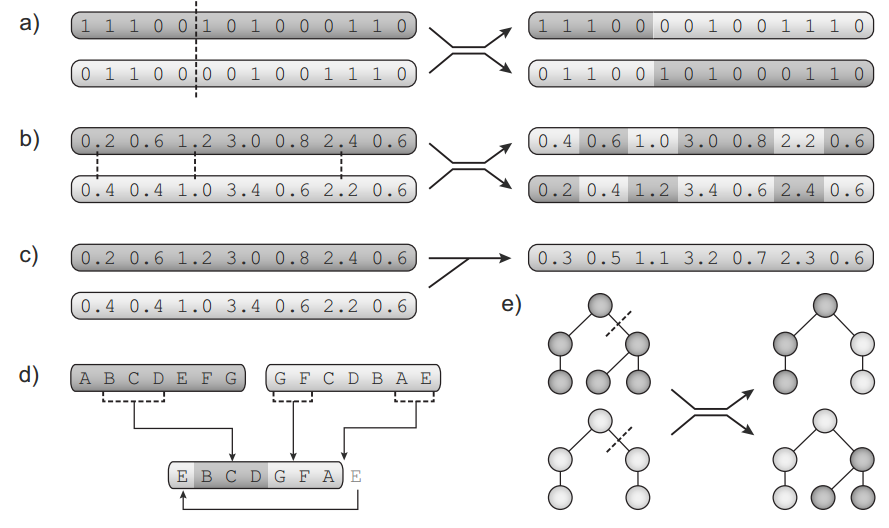 a) 1 1 1 0 0 1 0 1 0 0 0 1 1 0 1 1 1 0 0 0 0 1 0 0 1 1 1 0
0 1 1 0 0 0 0 1 0 0 1 1 1 0 0 1 1 0 0 1 0 1 0 0 0 1 1 0
b) 0.2 0.6 1.2 3.0 0.8 2.4 0.6 0.4 0.6 1.0 3.0 0.8 2.2 0.6
0.4 0.4 1.0 3.4 0.6 2.2 0.6 0.2 0.4 1.2 3.4 0.6 2.4 0.6
c) 0.2 0.6 1.2 3.0 0.8 2.4 0.6 0.3 0.5 1.1 3.2 0.7 2.3 0.6
0.4 0.4 1.0 3.4 0.6 2.2 0.6
e)
d) A B C D E F G G F C D B A E
E B C D G F A E